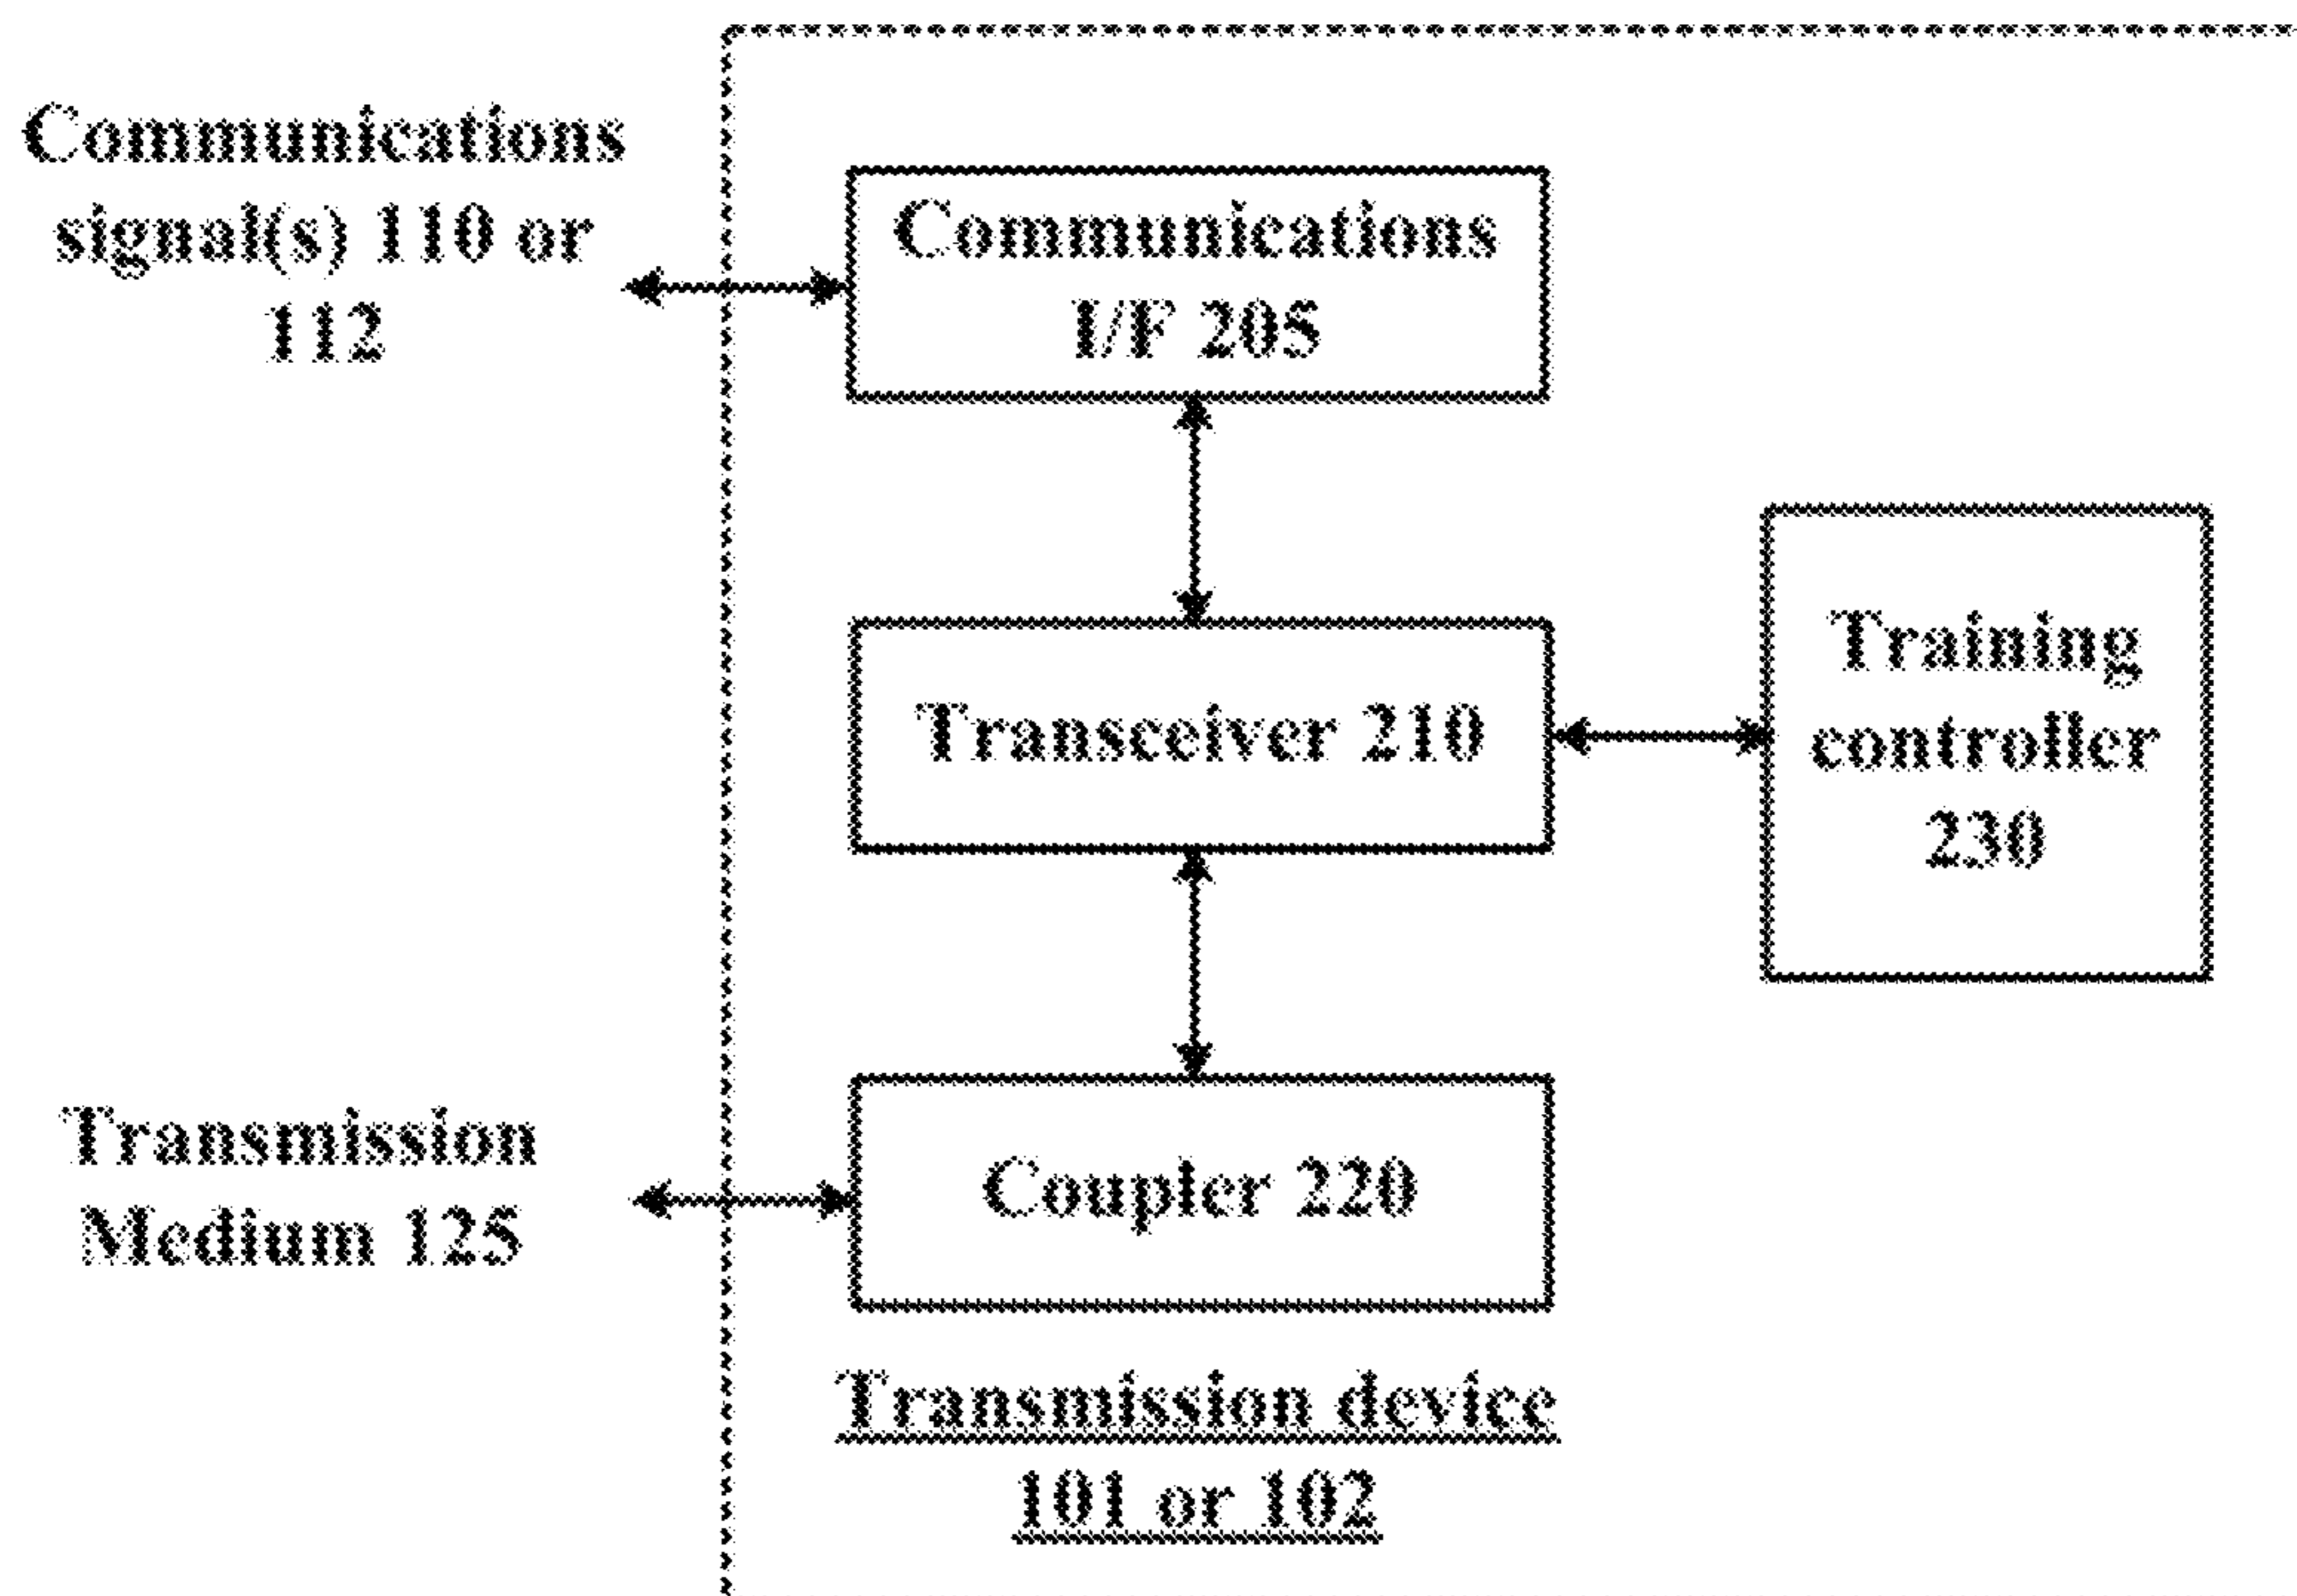 Communications
signal(s) 110 or
112
Communications
I/F 205
Transceiver 210
Training
controller
230
Transmission
Medium 125
Coupler 220
Transmission device
101 or 102